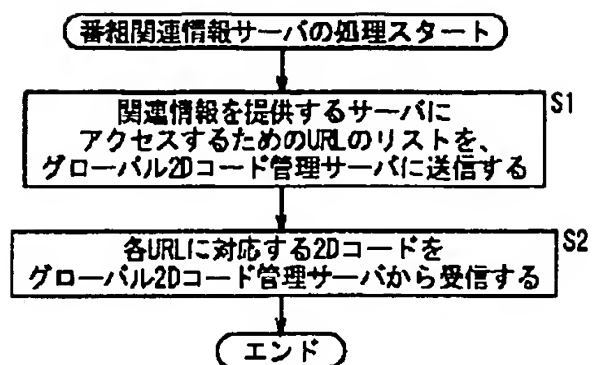 番組関連情報サーバの処理スタート
関連情報を提供するサーバに
アクセスするためのURLのリストを、
グローバル2Dコード管理サーバに送信する
S1
各URLに対応する2Dコードを
グローバル2Dコード管理サーバから受信する
S2
エンド